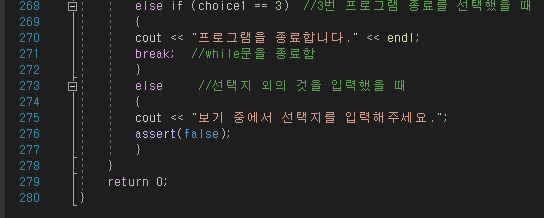 268 else if (choice1 == 3) //3번 프로그램 종료를 선택했을 때
269 {
270 cout << "프로그램을 종료합니다." << endl;
271 break; //while문을 종료함
272 }
273 else //선택지 외의 것을 입력했을 때
274 {
275 cout << "보기 중에서 선택지를 입력해주세요.";
276 assert(false);
277 }
278 }
279 return 0;
280 }